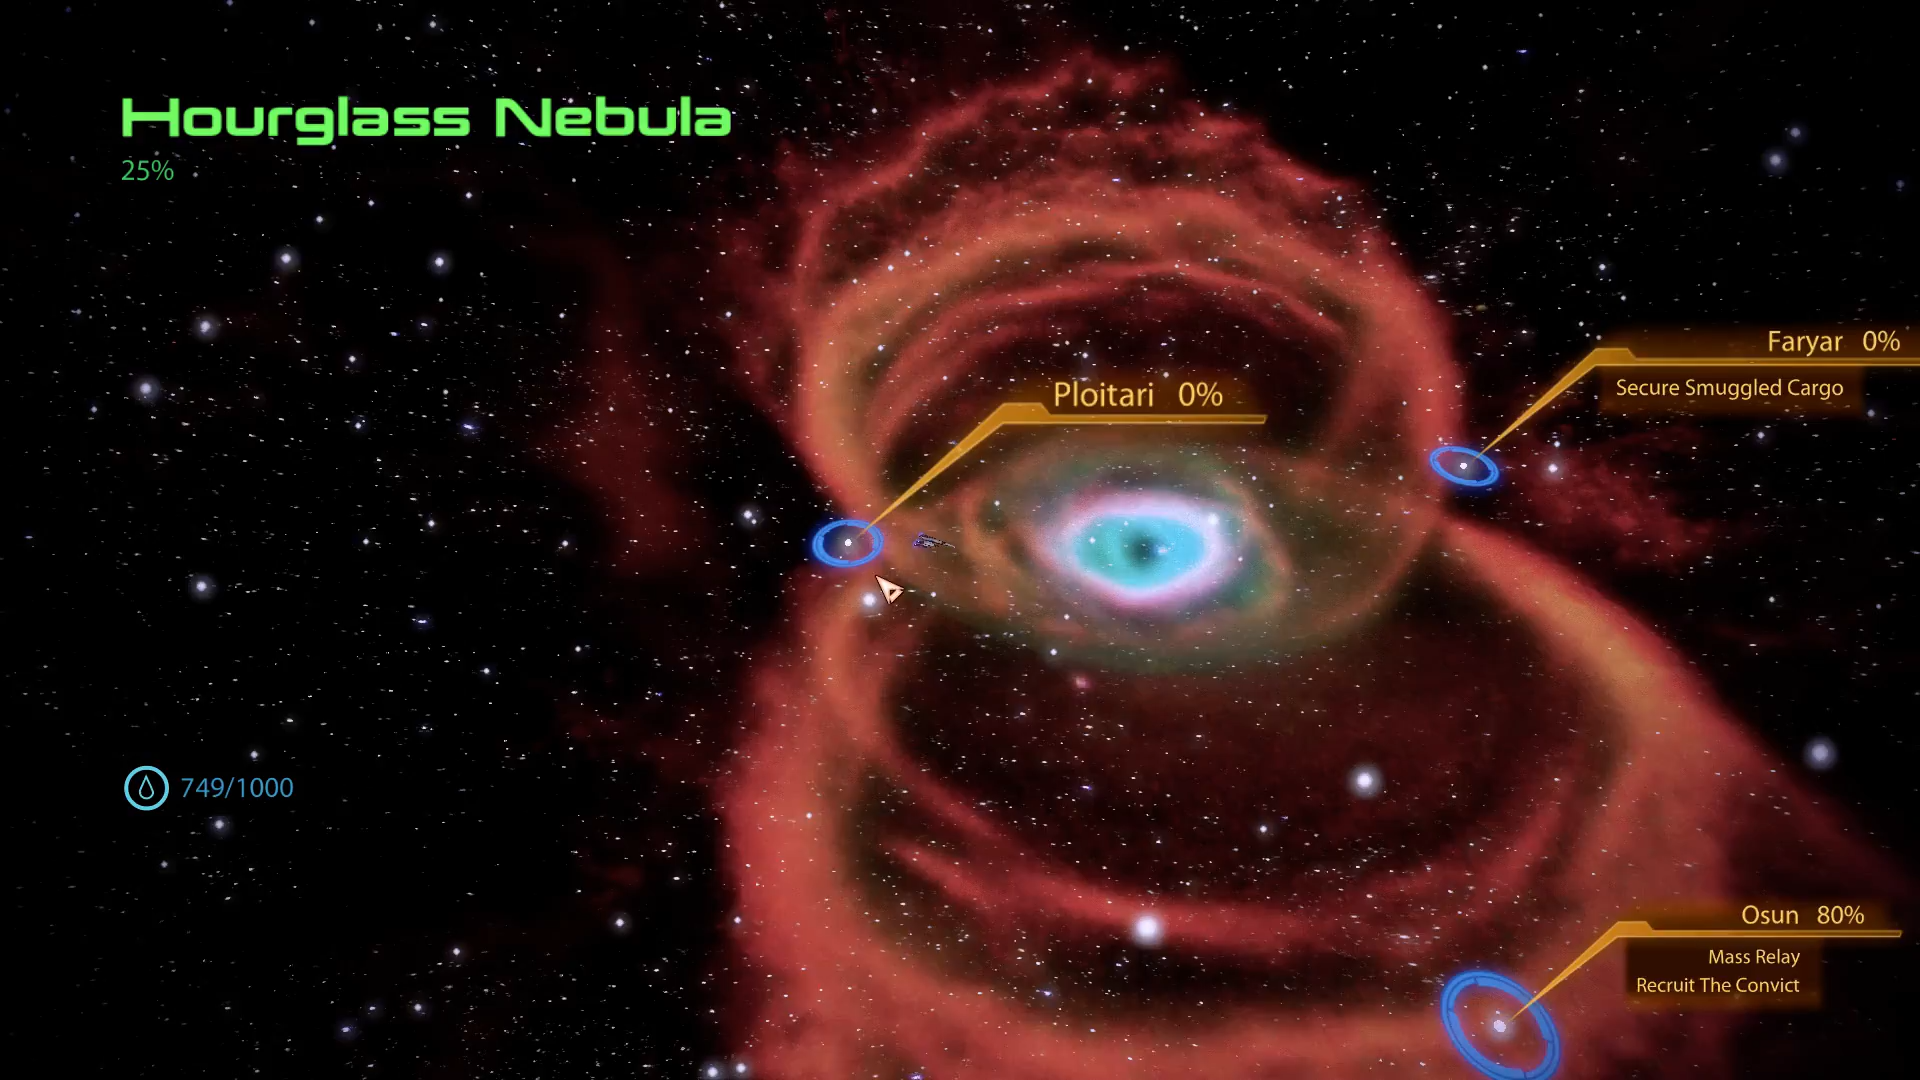 Hourglass Nebula
25%
Faryar 0%
Secure Smuggled Cargo
Ploitari 0%
749/1000
Osun 80%
Mass Relay
Recruit The Convict